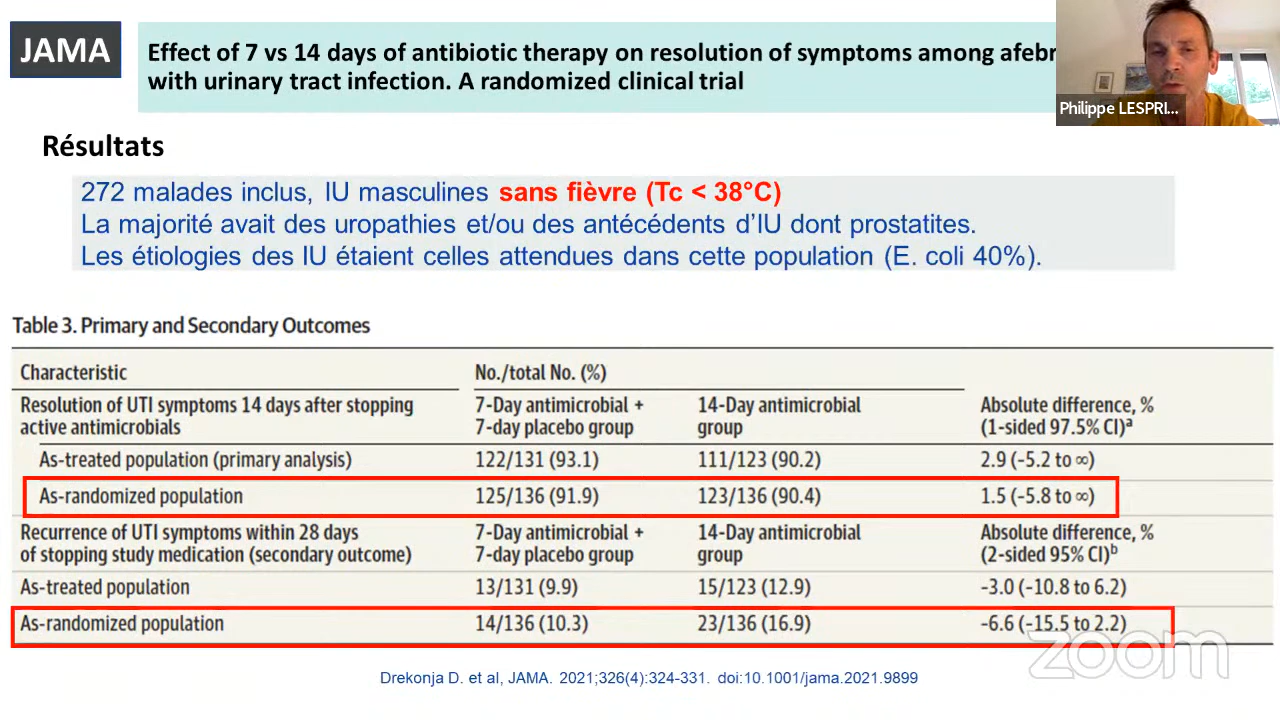 JAMA
Effect of 7 vs 14 days of antibiotic therapy on resolution of symptoms among
with urinary tract infection. A randomized clinical trial
Philippe LESPRI...
Résultats
272 malades inclus, IU masculines sans fièvre (Tc < 38°C)
La majorité avait des uropathies et/ou des antécédents d’IU dont prostatites.
Les étiologies des IU étaient celles attendues dans cette population (E. coli 40%).
Table 3. Primary and Secondary Outcomes
Characteristic No./total No. (%)
Resolution of UTI symptoms 14 days after stopping 7-Day antimicrobial + 14-Day antimicrobial Absolute difference, %
active antimicrobials 7-day placebo group group (1-sided 97.5% CI)ᵃ
As-treated population (primary analysis) 122/131 (93.1) 111/123 (90.2) 2.9 (–5.2 to ∞)
As-randomized population 125/136 (91.9) 123/136 (90.4) 1.5 (–5.8 to ∞)
Recurrence of UTI symptoms within 28 days 7-Day antimicrobial + 14-Day antimicrobial Absolute difference, %
of stopping study medication (secondary outcome) 7-day placebo group group (2-sided 95% CI)ᵇ
As-treated population 13/131 (9.9) 15/123 (12.9) –3.0 (–10.8 to 6.2)
As-randomized population 14/136 (10.3) 23/136 (16.9) –6.6 (–15.5 to 2.2)
zoom
Drekonja D. et al, JAMA. 2021;326(4):324-331. doi:10.1001/jama.2021.9899